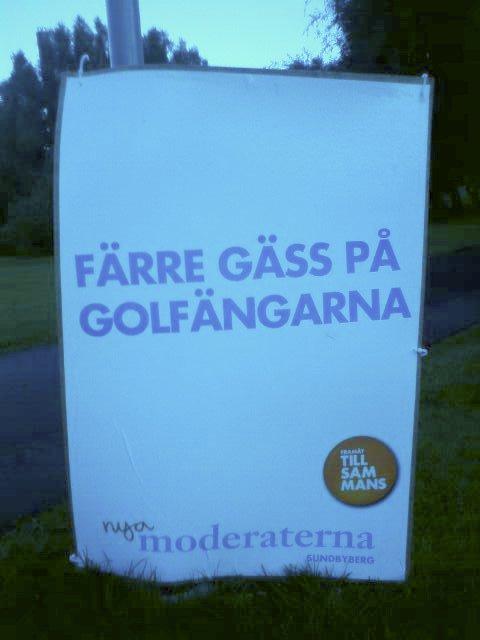 FÄRRE GÄSS PÅ
GOLFÄNGARNA
FRAMÅT
TILL
SAM
MANS
nya
moderaterna
SUNDBYBERG